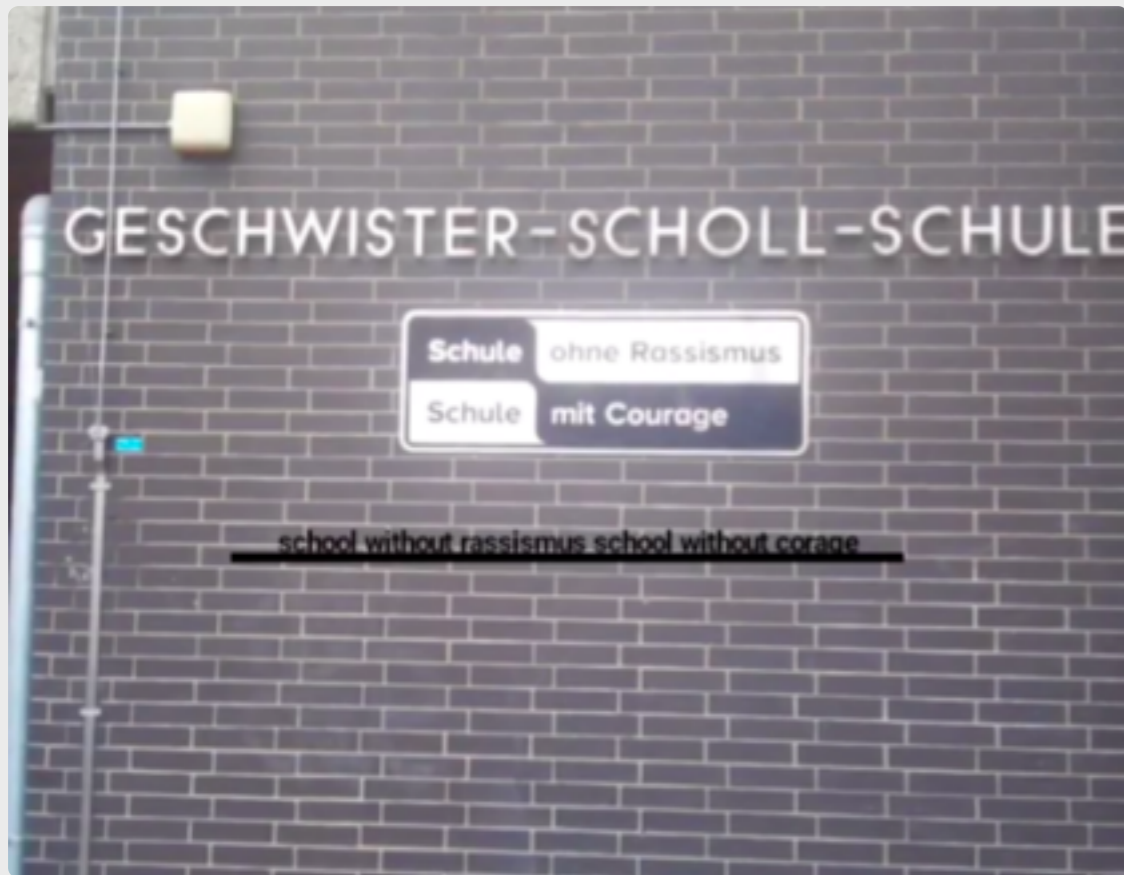 GESCHWISTER-SCHOLL-SCHULE
Schule ohne Rassismus
Schule mit Courage
school without rassismus school without corage